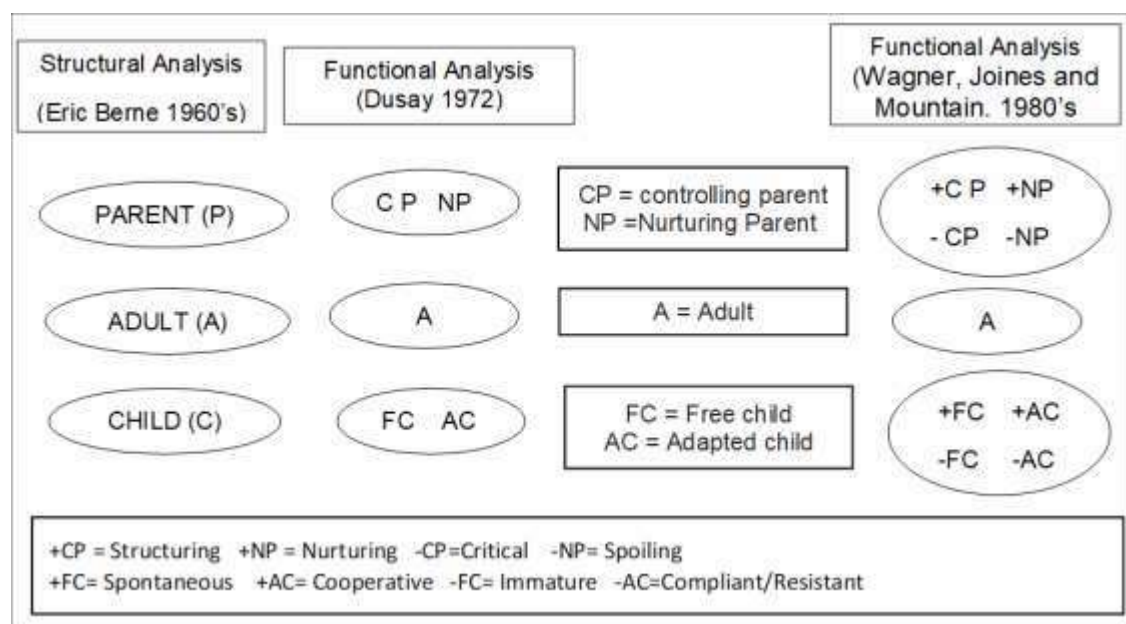 Structural Analysis
(Eric Berne 1960's)
Functional Analysis
(Dusay 1972)
Functional Analysis
(Wagner, Joines and
Mountain. 1980's
PARENT (P)
C P NP
CP = controlling parent
NP =Nurturing Parent
+C P +NP
- CP -NP
ADULT (A)
A
A = Adult
A
CHILD (C)
FC AC
FC = Free child
AC = Adapted child
+FC +AC
-FC -AC
+CP = Structuring +NP = Nurturing -CP=Critical -NP= Spoiling
+FC= Spontaneous +AC= Cooperative -FC= Immature -AC=Compliant/Resistant